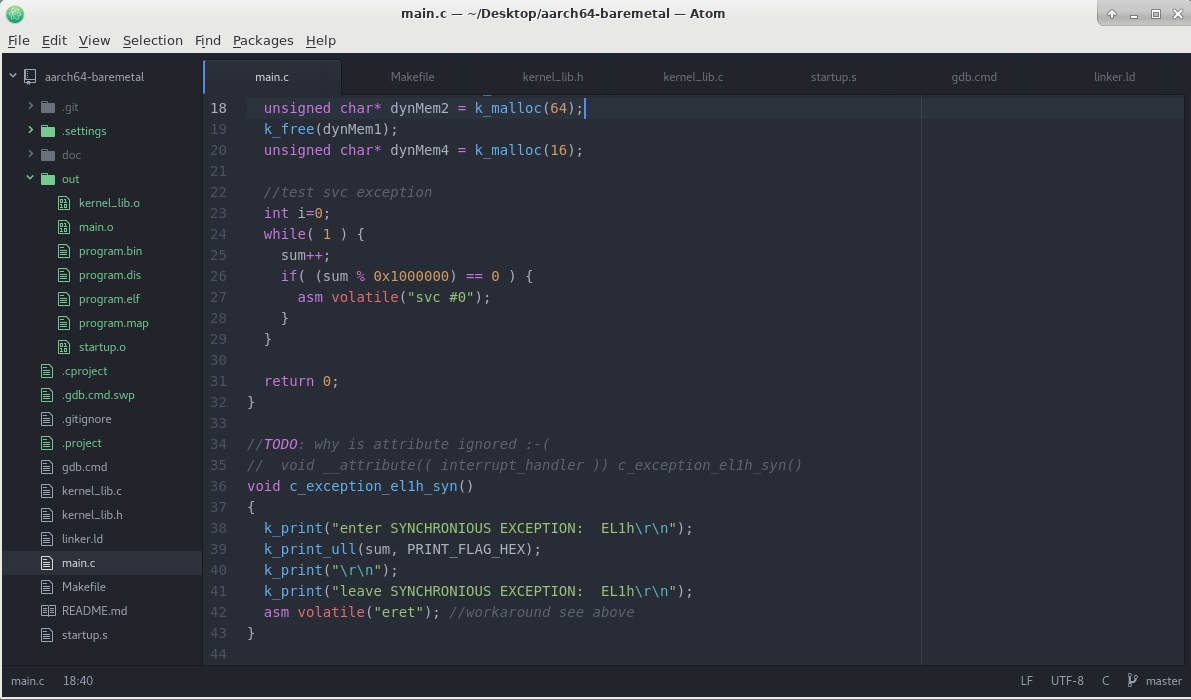 main.c — ~/Desktop/aarch64-baremetal — Atom
File Edit View Selection Find Packages Help
aarch64-baremetal
.git
.settings
doc
out
kernel_lib.o
main.o
program.bin
program.dis
program.elf
program.map
startup.o
.cproject
.gdb.cmd.swp
.gitignore
.project
gdb.cmd
kernel_lib.c
kernel_lib.h
linker.ld
main.c
Makefile
README.md
startup.s
main.c Makefile kernel_lib.h kernel_lib.c startup.s gdb.cmd linker.ld
18 unsigned char* dynMem2 = k_malloc(64);
19 k_free(dynMem1);
20 unsigned char* dynMem4 = k_malloc(16);
21
22 //test svc exception
23 int i=0;
24 while( 1 ) {
25 sum++;
26 if( (sum % 0x1000000) == 0 ) {
27 asm volatile("svc #0");
28 }
29 }
30
31 return 0;
32 }
33
34 //TODO: why is attribute ignored :-(
35 // void __attribute(( interrupt_handler )) c_exception_el1h_syn()
36 void c_exception_el1h_syn()
37 {
38 k_print("enter SYNCHRONIOUS EXCEPTION: EL1h\r\n");
39 k_print_ull(sum, PRINT_FLAG_HEX);
40 k_print("\r\n");
41 k_print("leave SYNCHRONIOUS EXCEPTION: EL1h\r\n");
42 asm volatile("eret"); //workaround see above
43 }
44
main.c 18:40 LF UTF-8 C master